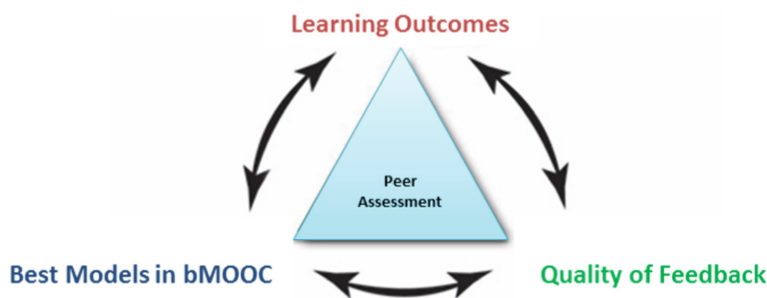 Learning Outcomes
Peer
Assessment
Best Models in bMOOC
Quality of Feedback